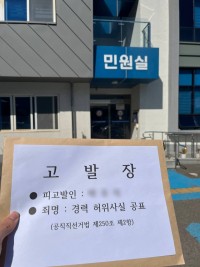 민원실
고 발 장
● 피고발인 :
● 죄명 : 경력 허위사실 공표
(공직선거법 제250조 제2항)